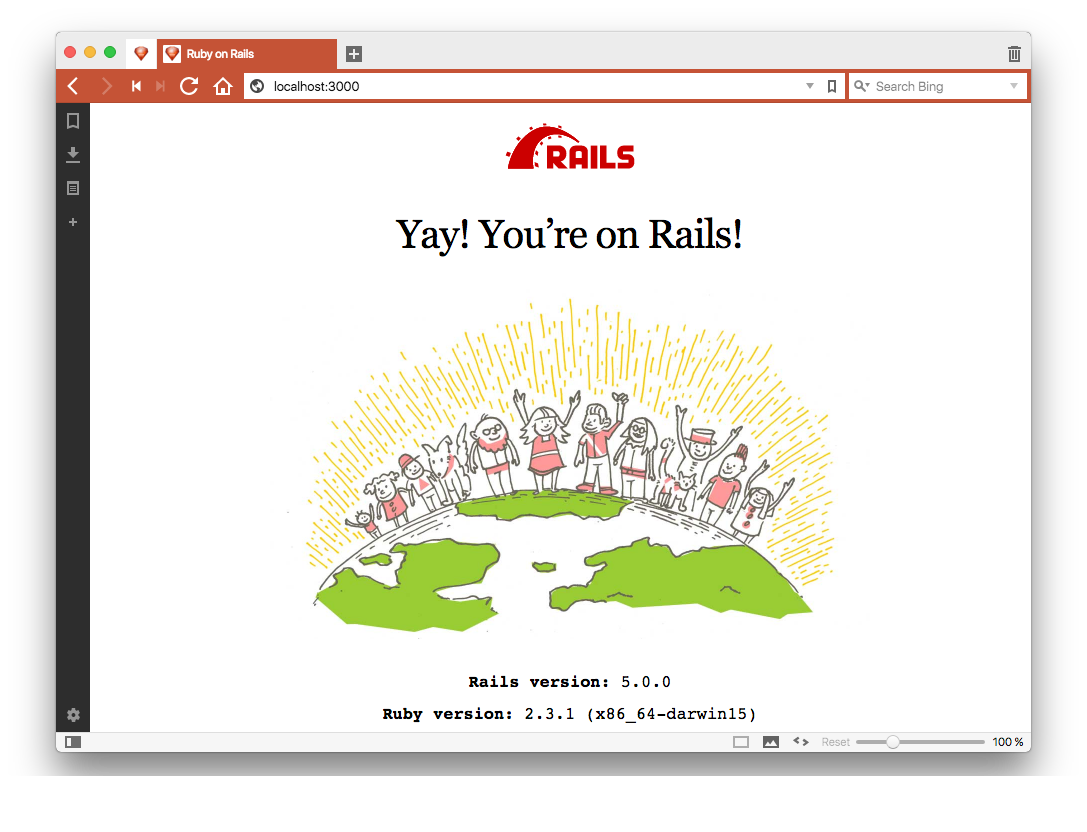 Ruby on Rails
localhost:3000
Search Bing
RAILS
Yay! You’re on Rails!
Rails version: 5.0.0
Ruby version: 2.3.1 (x86_64-darwin15)
Reset 100 %